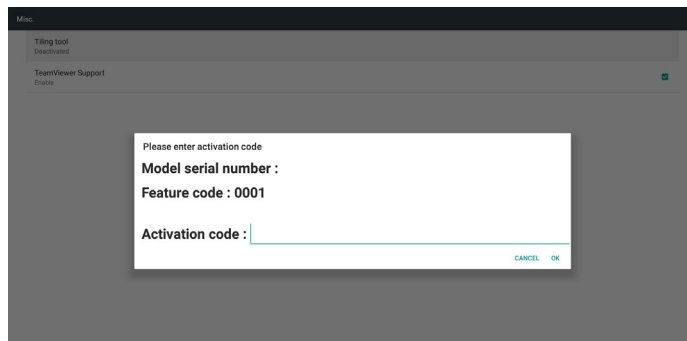 Misc.
Tiling tool
Deactivated
TeamViewer Support
Enable
Please enter activation code
Model serial number :
Feature code : 0001
Activation code :
CANCEL OK